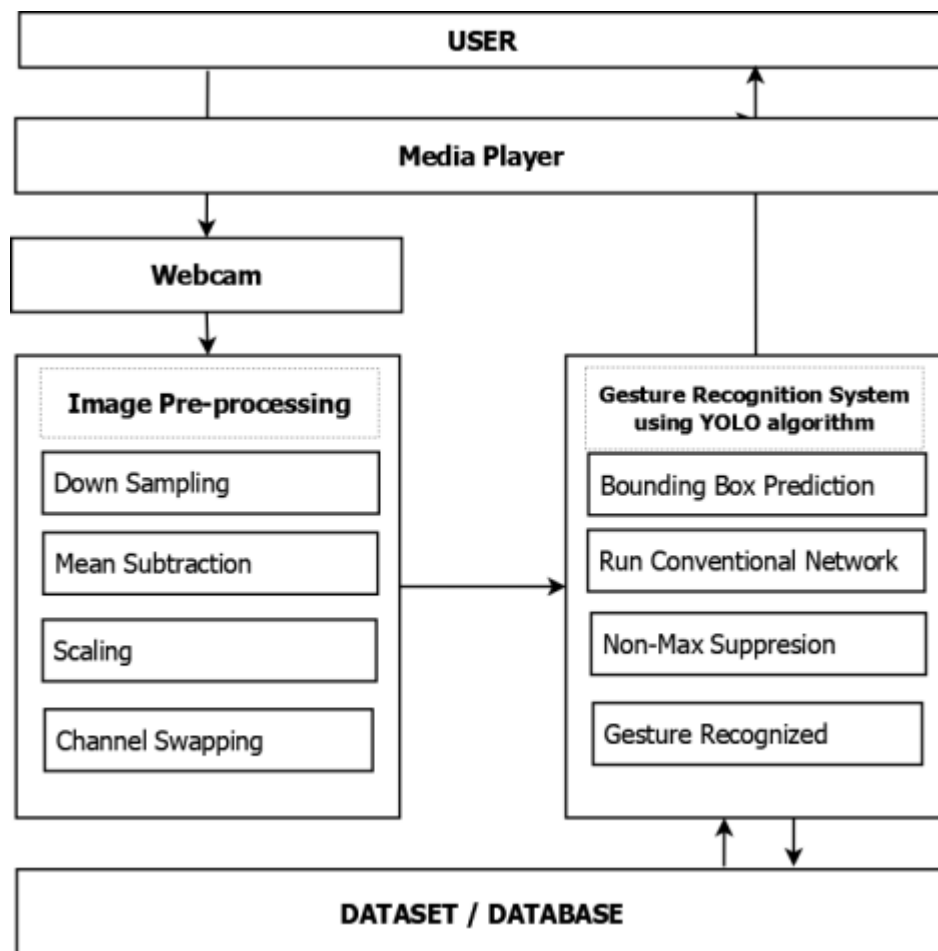 USER
Media Player
Webcam
Image Pre-processing
Down Sampling
Mean Subtraction
Scaling
Channel Swapping
Gesture Recognition System
using YOLO algorithm
Bounding Box Prediction
Run Conventional Network
Non-Max Suppresion
Gesture Recognized
DATASET / DATABASE